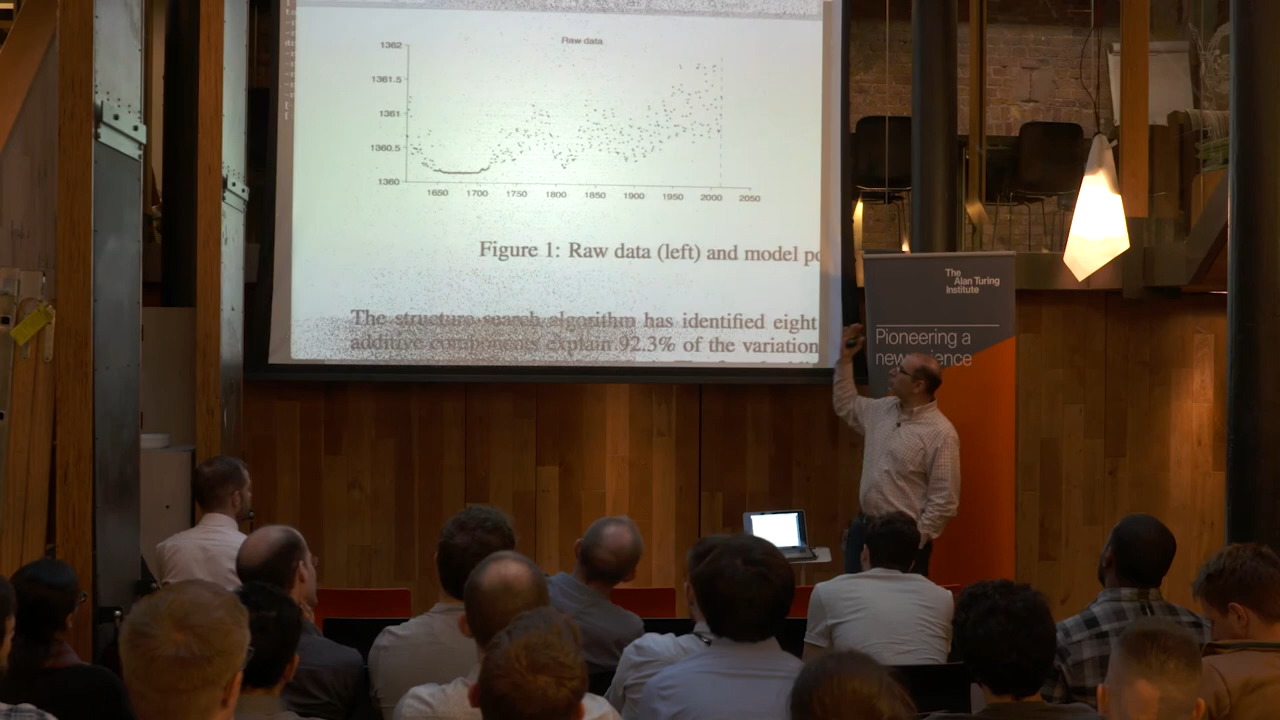 Raw data
1362
1361.5
1361
1360.5
1360
1650 1700 1750 1800 1850 1900 1950 2000 2050
Figure 1: Raw data (left) and model po
The structure search algorithm has identified eight
additive components explain 92.3% of the variation
The
Alan Turing
Institute
Pioneering a
new